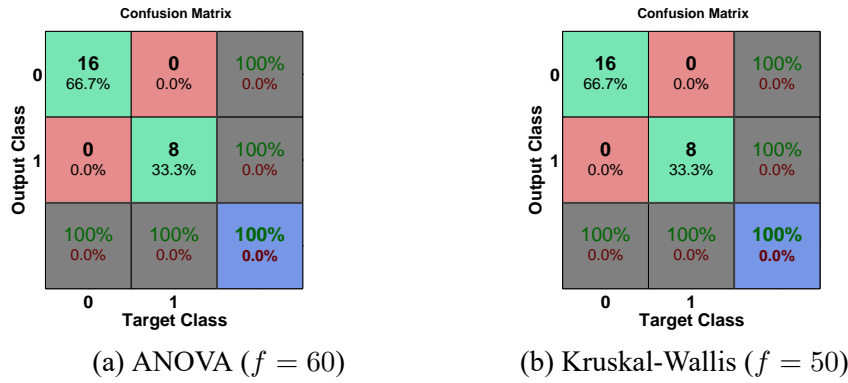 Confusion Matrix
0 16 0 100%
66.7% 0.0% 0.0%
1 0 8 100%
0.0% 33.3% 0.0%
100% 100% 100%
0.0% 0.0% 0.0%
0 1
Target Class
Output Class
(a) ANOVA (f = 60)
Confusion Matrix
0 16 0 100%
66.7% 0.0% 0.0%
1 0 8 100%
0.0% 33.3% 0.0%
100% 100% 100%
0.0% 0.0% 0.0%
0 1
Target Class
Output Class
(b) Kruskal-Wallis (f = 50)